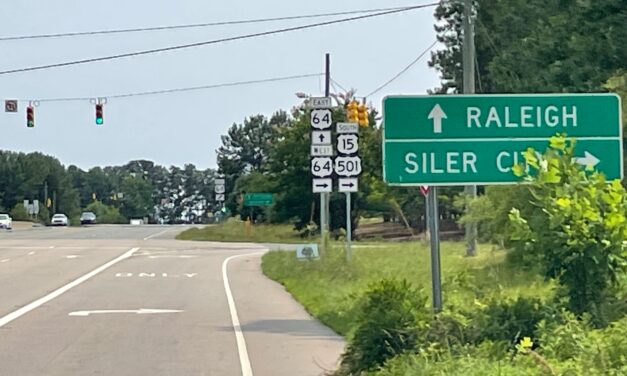 RALEIGH
SILER CI
EAST
64
WEST
64
SOUTH
15
501
ONLY